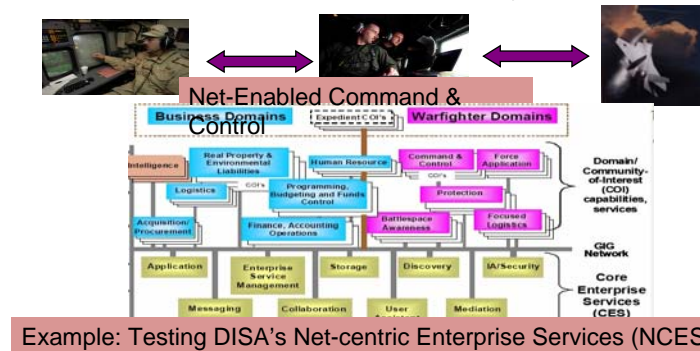 Net-Enabled Command &
Control
Business Domains
Expedient COI's
Warfighter Domains
Intelligence
Real Property &
Environmental
Liabilities
Human Resource
Command &
Control
Force
Application
Domain/
Community-
of-Interest
(COI)
capabilities,
services
COI's
COI's
Logistics
Programming,
Budgeting and Funds
Control
Protection
Acquisition/
Procurement
Finance, Accounting
Operations
Battlespace
Awareness
Focused
Logistics
GIG
Network
Application
Enterprise
Service
Management
Storage
Discovery
IA/Security
Core
Enterprise
Services
(CES)
Messaging
Collaboration
User
Mediation
Example: Testing DISA's Net-centric Enterprise Services (NCES